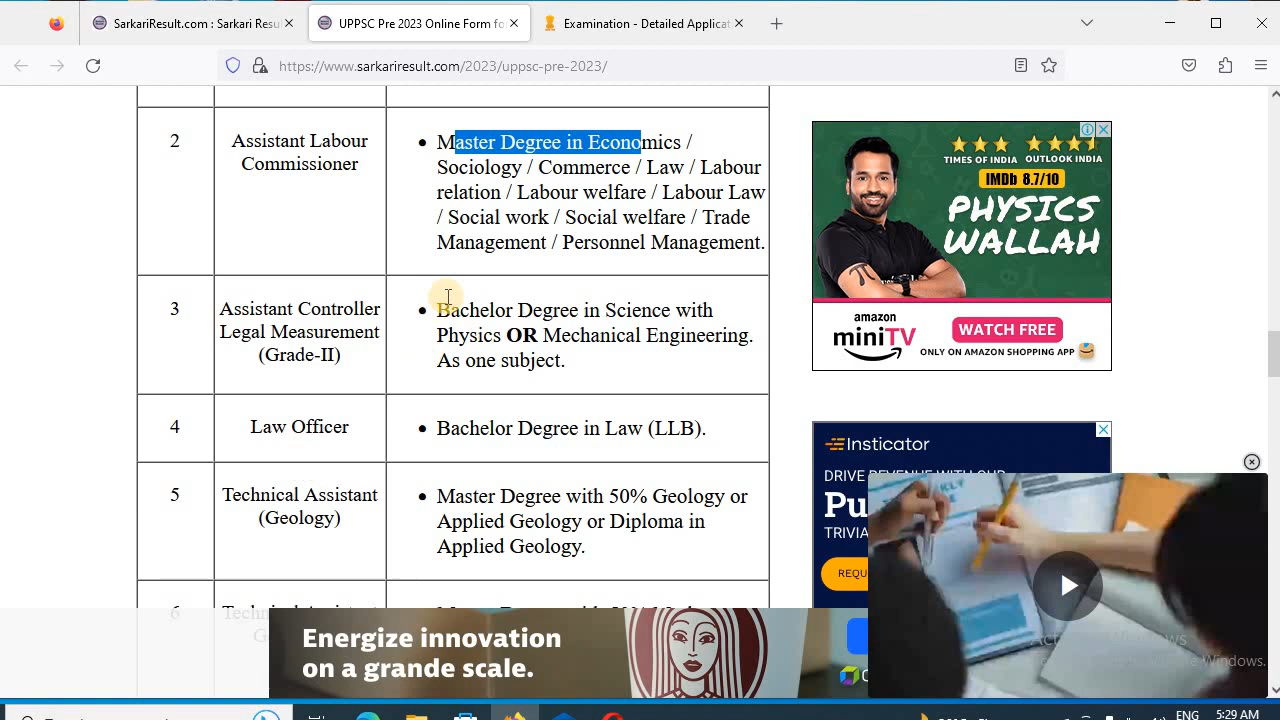 SarkariResult.com : Sarkari Resu
UPPSC Pre 2023 Online Form fo
Examination - Detailed Applicat
https://www.sarkariresult.com/2023/uppsc-pre-2023/
2
Assistant Labour
Commissioner
Master Degree in Economics /
Sociology / Commerce / Law / Labour
relation / Labour welfare / Labour Law
/ Social work / Social welfare / Trade
Management / Personnel Management.
3
Assistant Controller
Legal Measurement
(Grade-II)
Bachelor Degree in Science with
Physics OR Mechanical Engineering.
As one subject.
4
Law Officer
Bachelor Degree in Law (LLB).
5
Technical Assistant
(Geology)
Master Degree with 50% Geology or
Applied Geology or Diploma in
Applied Geology.
6
TIMES OF INDIA OUTLOOK INDIA
IMDb 8.7/10
PHYSICS
WALLAH
amazon
miniTV
WATCH FREE
ONLY ON AMAZON SHOPPING APP
Insticator
DRIVE REVENUE WITH OUR
Pu
TRIVIA
REQU
Energize innovation
on a grande scale.
ENG
5:29 AM